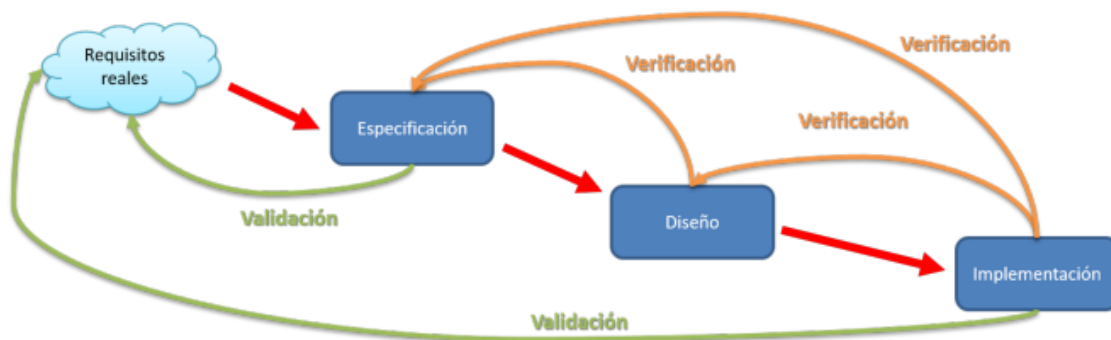 Requisitos
reales
Verificación
Verificación
Especificación
Verificación
Validación
Diseño
Implementación
Validación